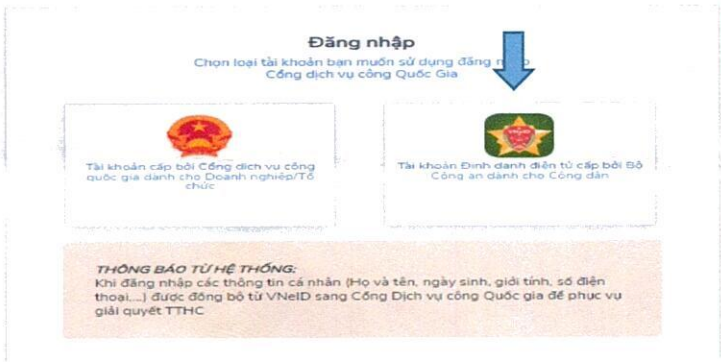 Đăng nhập
Chọn loại tài khoản bạn muốn sử dụng đăng nhập
Cổng dịch vụ công Quốc Gia
Tài khoản cấp bởi Cổng dịch vụ công
quốc gia dành cho Doanh nghiệp/Tổ
chức
VNeID
Tài khoản Định danh điện tử cấp bởi Bộ
Công an dành cho Công dân
THÔNG BÁO TỪ HỆ THỐNG:
Khi đăng nhập các thông tin cá nhân (Họ và tên, ngày sinh, giới tính, số điện
thoại,...) được đồng bộ từ VNeID sang Cổng Dịch vụ công Quốc gia để phục vụ
giải quyết TTHC